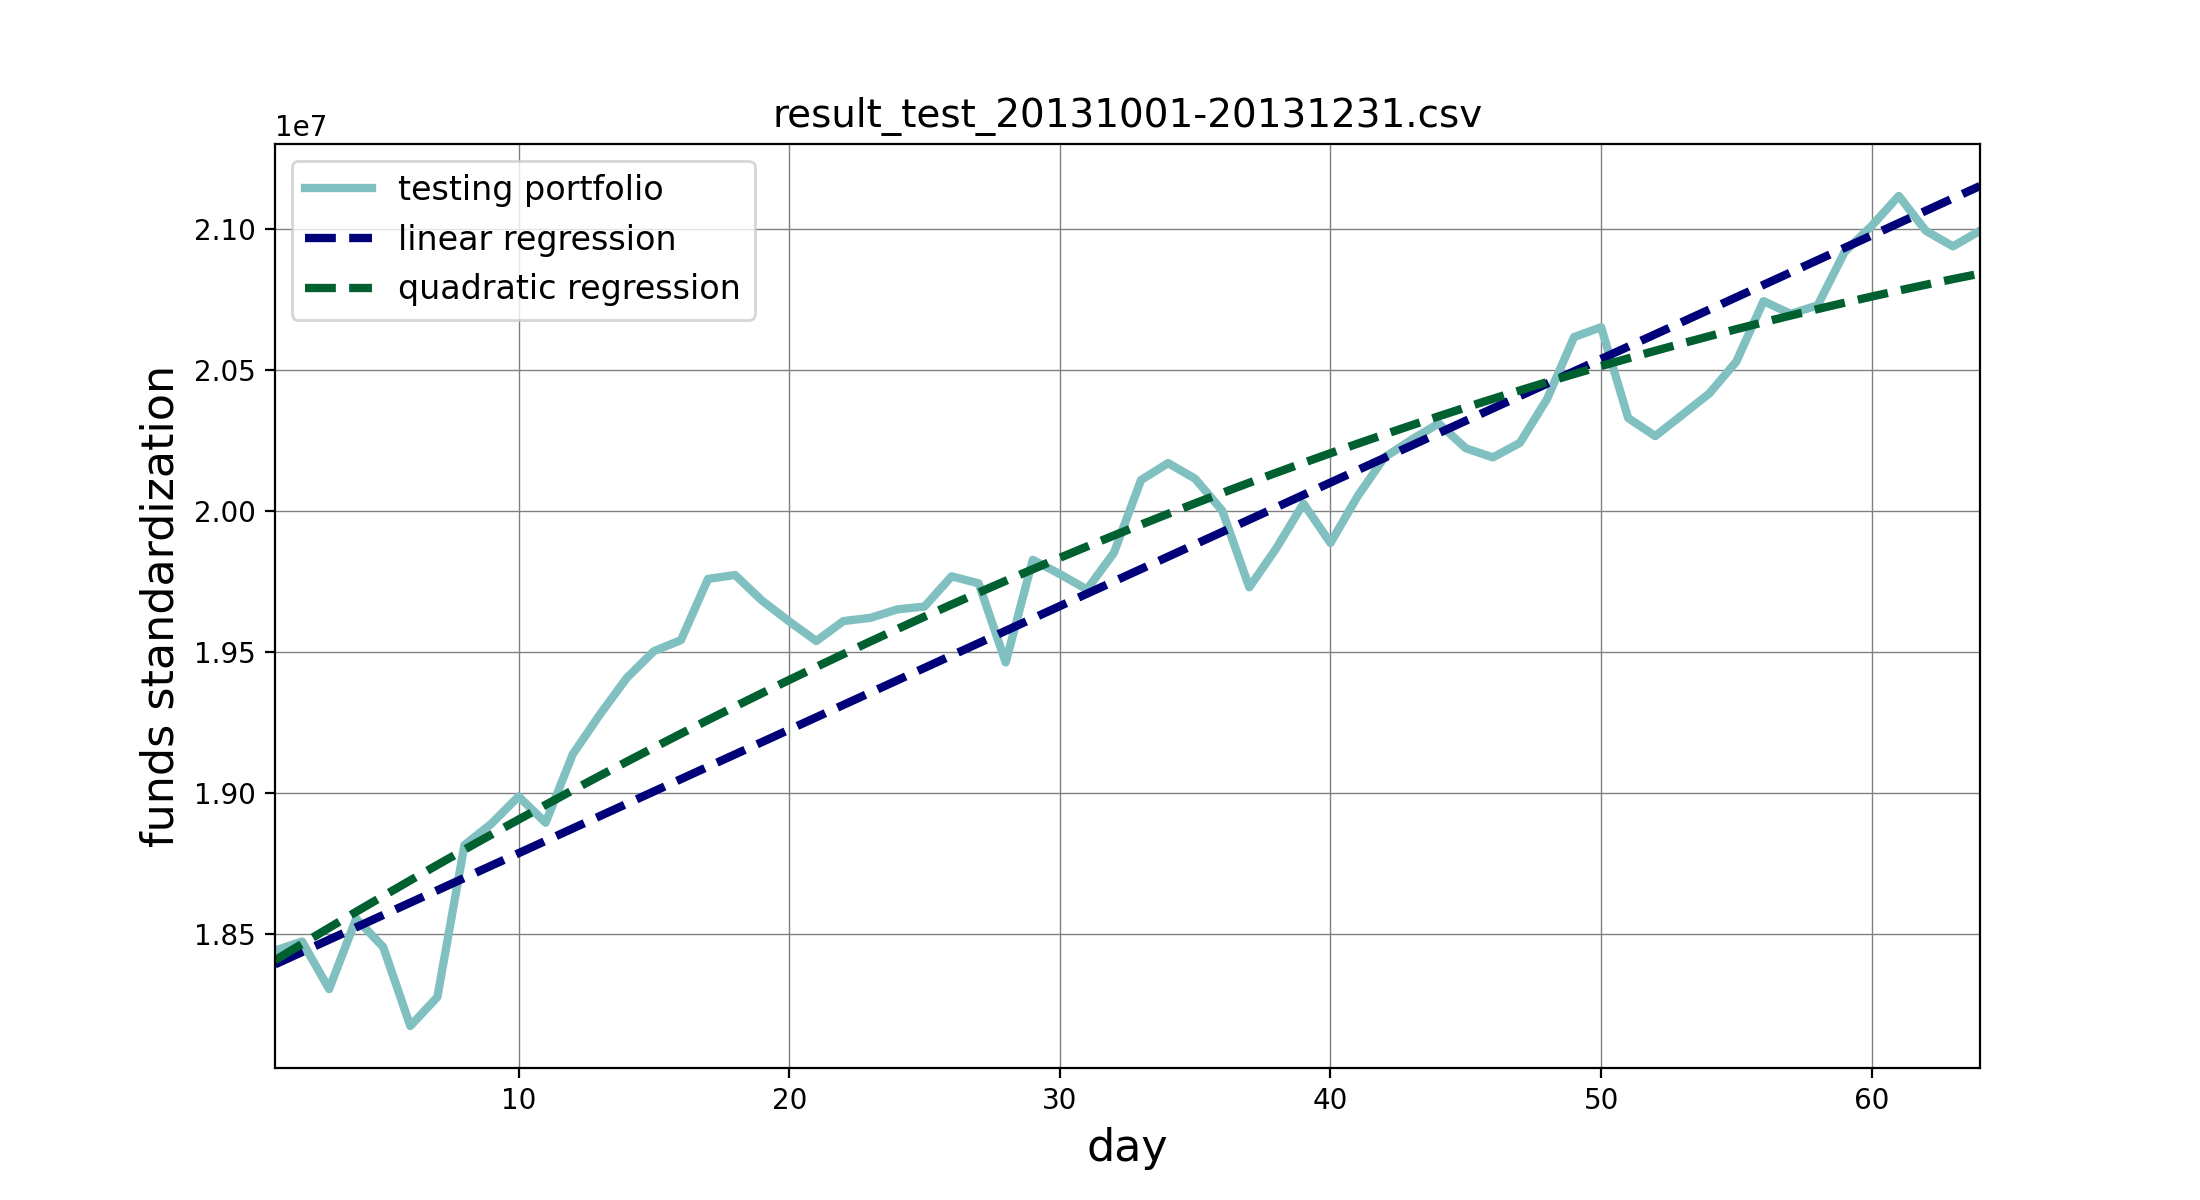 result_test_20131001-20131231.csv
1e7
testing portfolio
linear regression
quadratic regression
2.10
2.05
2.00
1.95
1.90
1.85
funds standardization
10 20 30 40 50 60
day